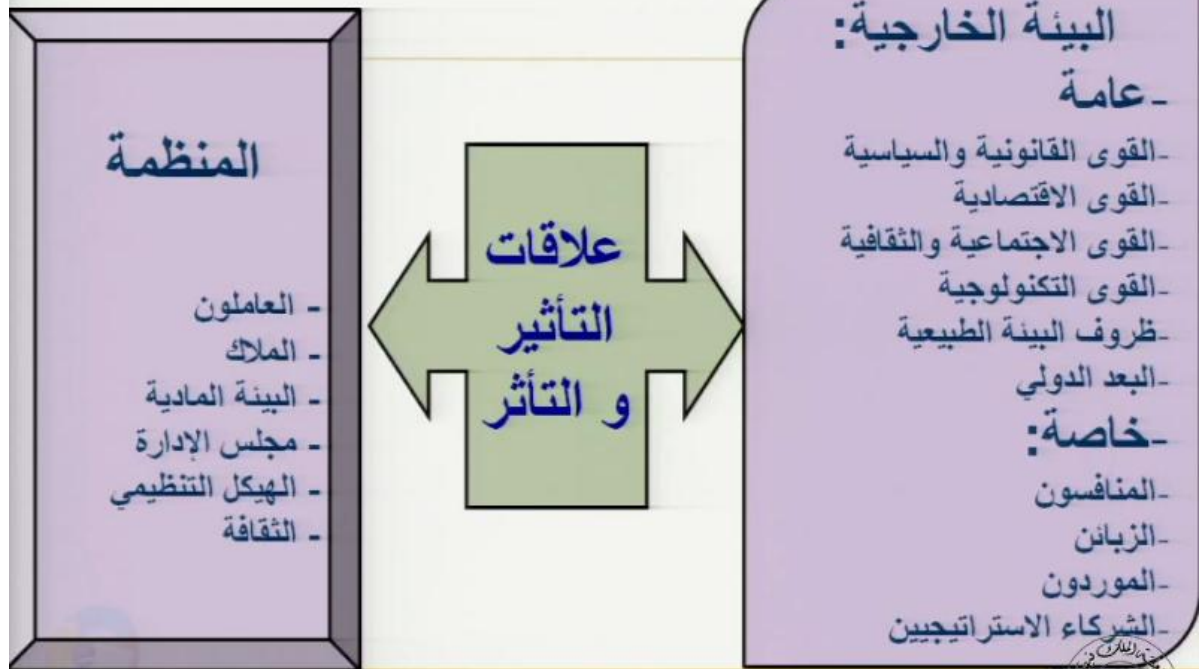 البيئة الخارجية:
-عامة
-القوى القانونية والسياسية
-القوى الاقتصادية
-القوى الاجتماعية والثقافية
-القوى التكنولوجية
-ظروف البيئة الطبيعية
-البعد الدولي
-خاصة:
-المنافسون
-الزبائن
-الموردون
-الشركاء الاستراتيجيين
علاقات
التأثير
و التأثر
المنظمة
- العاملون
- الملاك
- البيئة المادية
- مجلس الإدارة
- الهيكل التنظيمي
- الثقافة